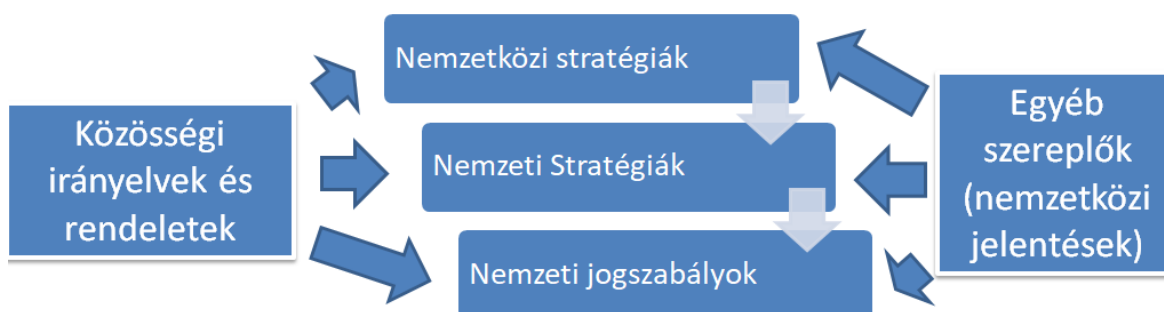 Közösségi
irányelvek és
rendeletek
Nemzetközi stratégiák
Nemzeti Stratégiák
Nemzeti jogszabályok
Egyéb
szereplők
(nemzetközi
jelentések)